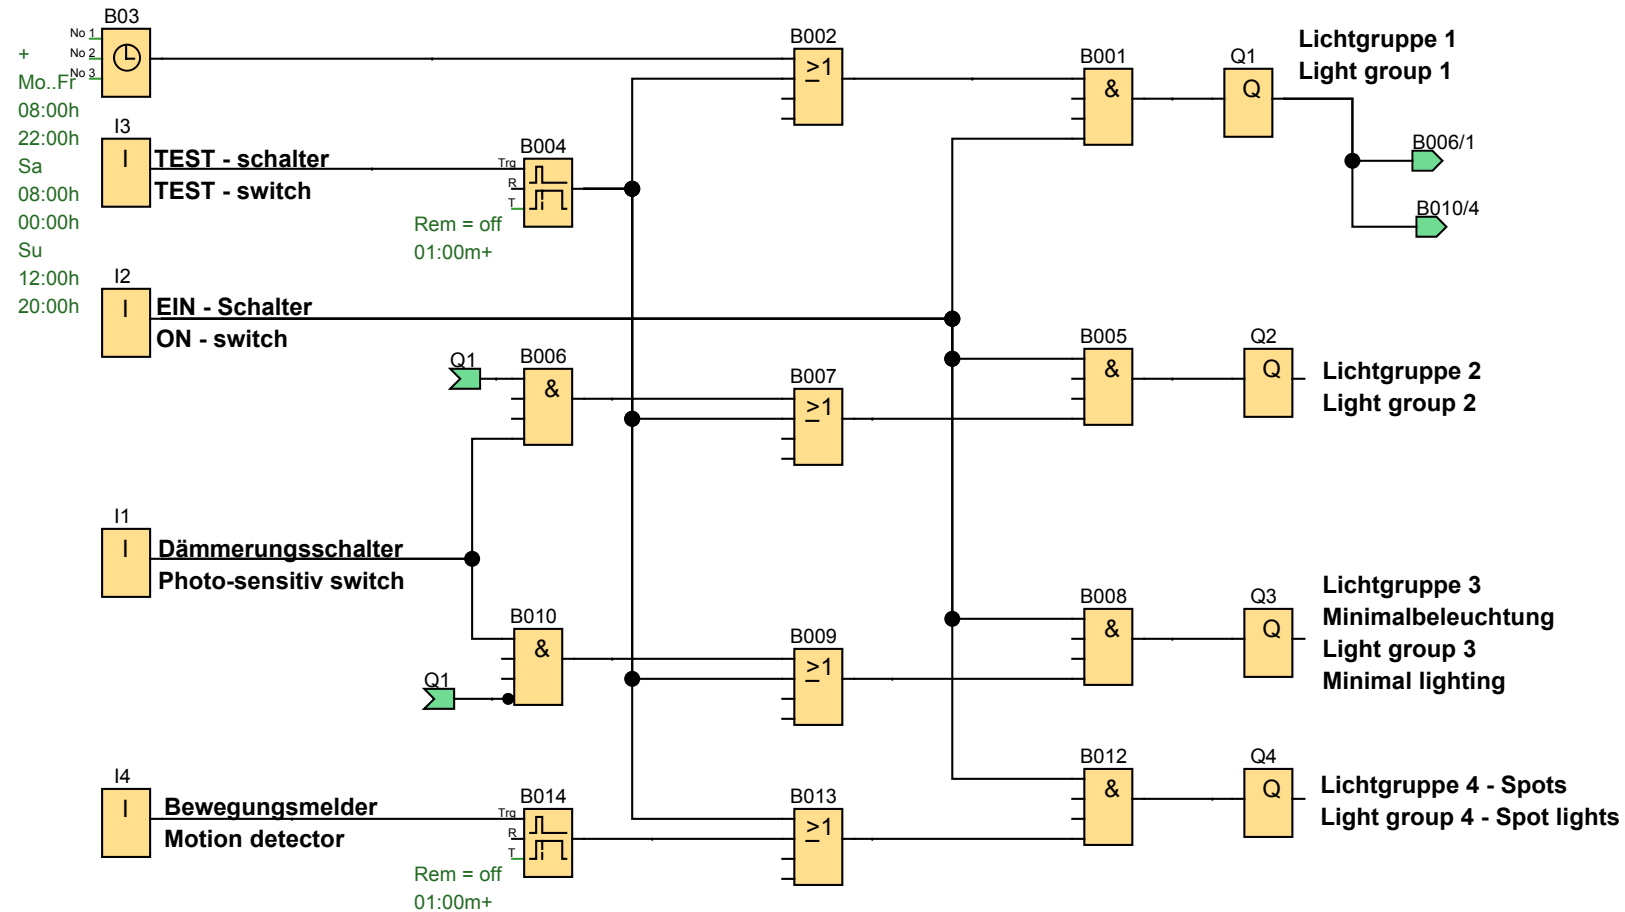 B03
No 1
No 2
No 3
+
Mo..Fr
08:00h
22:00h
Sa
08:00h
00:00h
Su
12:00h
20:00h
I3
I
TEST - schalter
TEST - switch
B004
Trg
R
T
Rem = off
01:00m+
B002
≥1
B001
&
Q1
Q
Lichtgruppe 1
Light group 1
B006/1
B010/4
I2
I
EIN - Schalter
ON - switch
Q1
B006
&
B007
≥1
B005
&
Q2
Q
Lichtgruppe 2
Light group 2
I1
I
Dämmerungsschalter
Photo-sensitiv switch
B010
&
Q1
B009
≥1
B008
&
Q3
Q
Lichtgruppe 3
Minimalbeleuchtung
Light group 3
Minimal lighting
I4
I
Bewegungsmelder
Motion detector
B014
Trg
R
T
Rem = off
01:00m+
B013
≥1
B012
&
Q4
Q
Lichtgruppe 4 - Spots
Light group 4 - Spot lights